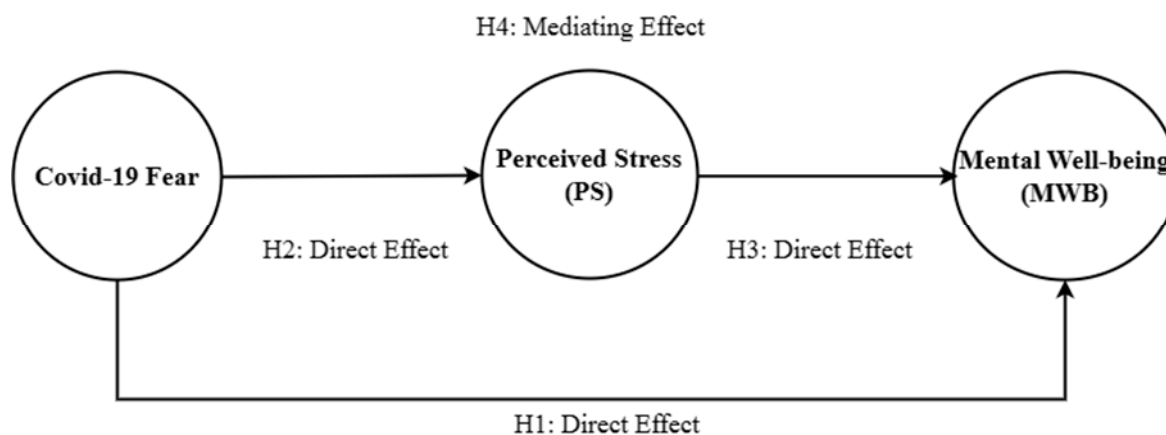 H4: Mediating Effect
Covid-19 Fear
Perceived Stress
(PS)
Mental Well-being
(MWB)
H2: Direct Effect
H3: Direct Effect
H1: Direct Effect